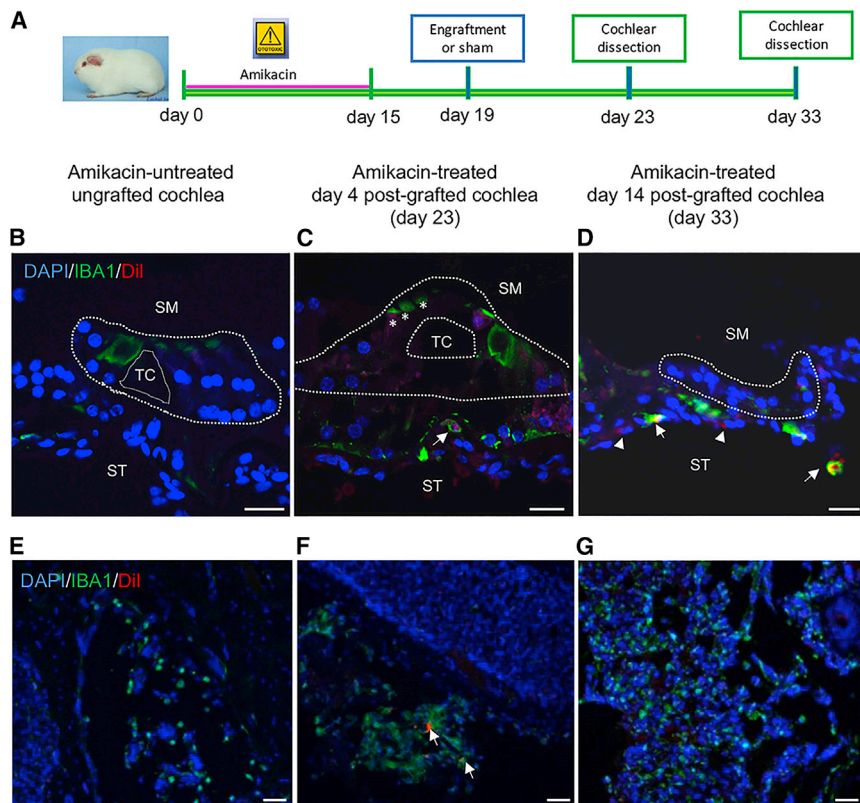 A
OTOTOXIC
Amikacin
Engraftment
or sham
Cochlear
dissection
Cochlear
dissection
day 0
day 15
day 19
day 23
day 33
Amikacin-untreated
ungrafted cochlea
Amikacin-treated
day 4 post-grafted cochlea
(day 23)
Amikacin-treated
day 14 post-grafted cochlea
(day 33)
B
DAPI/IBA1/DiI
SM
TC
ST
C
SM
* * *
TC
ST
D
SM
ST
E
DAPI/IBA1/DiI
F
G